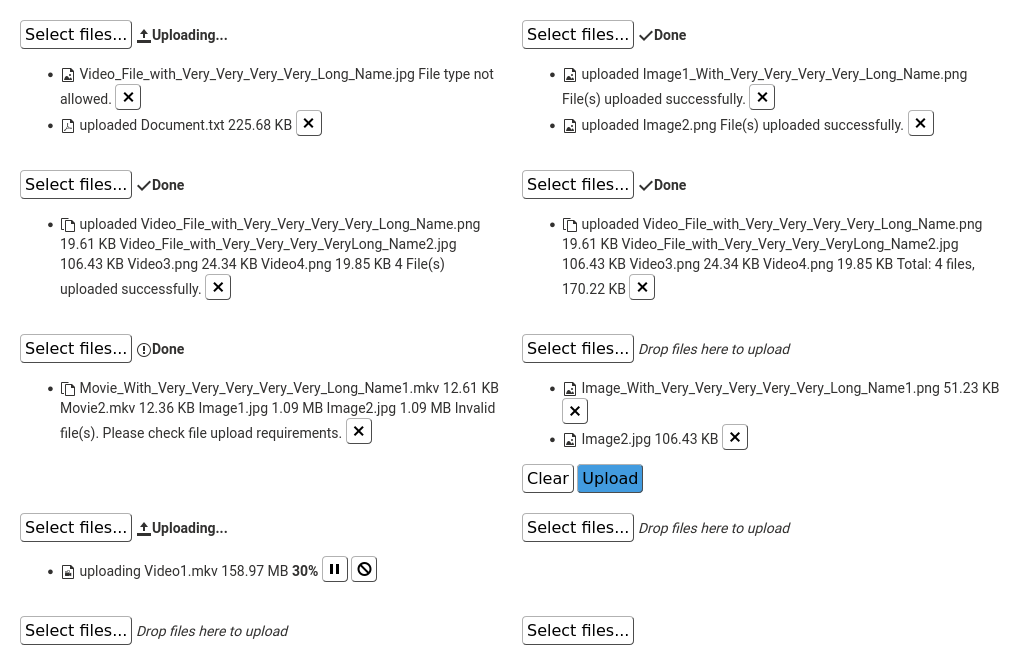 Select files... Uploading...
Video_File_with_Very_Very_Very_Very_Long_Name.jpg File type not
allowed.
uploaded Document.txt 225.68 KB
Select files... Done
uploaded Image1_With_Very_Very_Very_Very_Long_Name.png
File(s) uploaded successfully.
uploaded Image2.png File(s) uploaded successfully.
Select files... Done
uploaded Video_File_with_Very_Very_Very_Very_Long_Name.png
19.61 KB Video_File_with_Very_Very_Very_VeryLong_Name2.jpg
106.43 KB Video3.png 24.34 KB Video4.png 19.85 KB 4 File(s)
uploaded successfully.
Select files... Done
uploaded Video_File_with_Very_Very_Very_Very_Long_Name.png
19.61 KB Video_File_with_Very_Very_Very_VeryLong_Name2.jpg
106.43 KB Video3.png 24.34 KB Video4.png 19.85 KB Total: 4 files,
170.22 KB
Select files... Done
Movie_With_Very_Very_Very_Very_Very_Long_Name1.mkv 12.61 KB
Movie2.mkv 12.36 KB Image1.jpg 1.09 MB Image2.jpg 1.09 MB Invalid
file(s). Please check file upload requirements.
Select files... Drop files here to upload
Image_With_Very_Very_Very_Very_Very_Long_Name1.png 51.23 KB
Image2.jpg 106.43 KB
Clear Upload
Select files... Uploading...
uploading Video1.mkv 158.97 MB 30%
Select files... Drop files here to upload
Select files... Drop files here to upload
Select files...